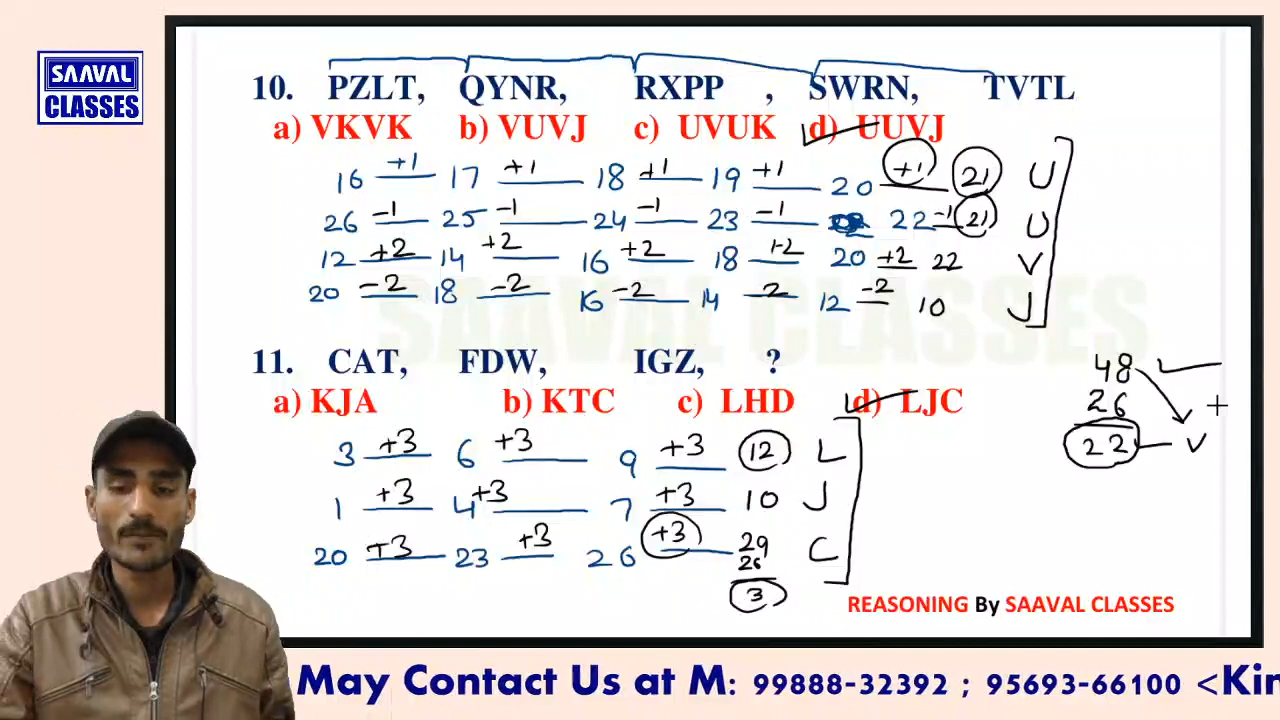 SAAVAL
CLASSES
10. PZLT, QYNR, RXPP , SWRN, TVTL
a) VKVK b) VUVJ c) UVUK d) UUVJ
16 +1 17 +1 18 +1 19 +1 20 +1 21 U
26 -1 25 -1 24 -1 23 -1 22 -1 21 U
12 +2 14 +2 16 +2 18 +2 20 +2 22 V
20 -2 18 -2 16 -2 14 -2 12 -2 10 J
SAAVAL CLASSES
11. CAT, FDW, IGZ, ?
a) KJA b) KTC c) LHD d) LJC
3 +3 6 +3 9 +3 12 L
1 +3 4 +3 7 +3 10 J
20 +3 23 +3 26 +3 29 C
26
3
48
26 +
22 V
REASONING By SAAVAL CLASSES
May Contact Us at M: 99888-32392 ; 95693-66100 <Kin